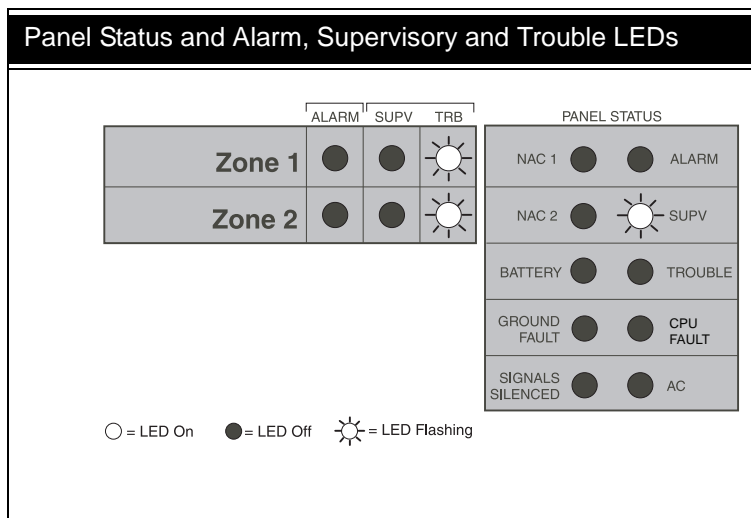 Panel Status and Alarm, Supervisory and Trouble LEDs
ALARM SUPV TRB
Zone 1
Zone 2
PANEL STATUS
NAC 1 ALARM
NAC 2 SUPV
BATTERY TROUBLE
GROUND FAULT CPU FAULT
SIGNALS SILENCED AC
= LED On = LED Off = LED Flashing